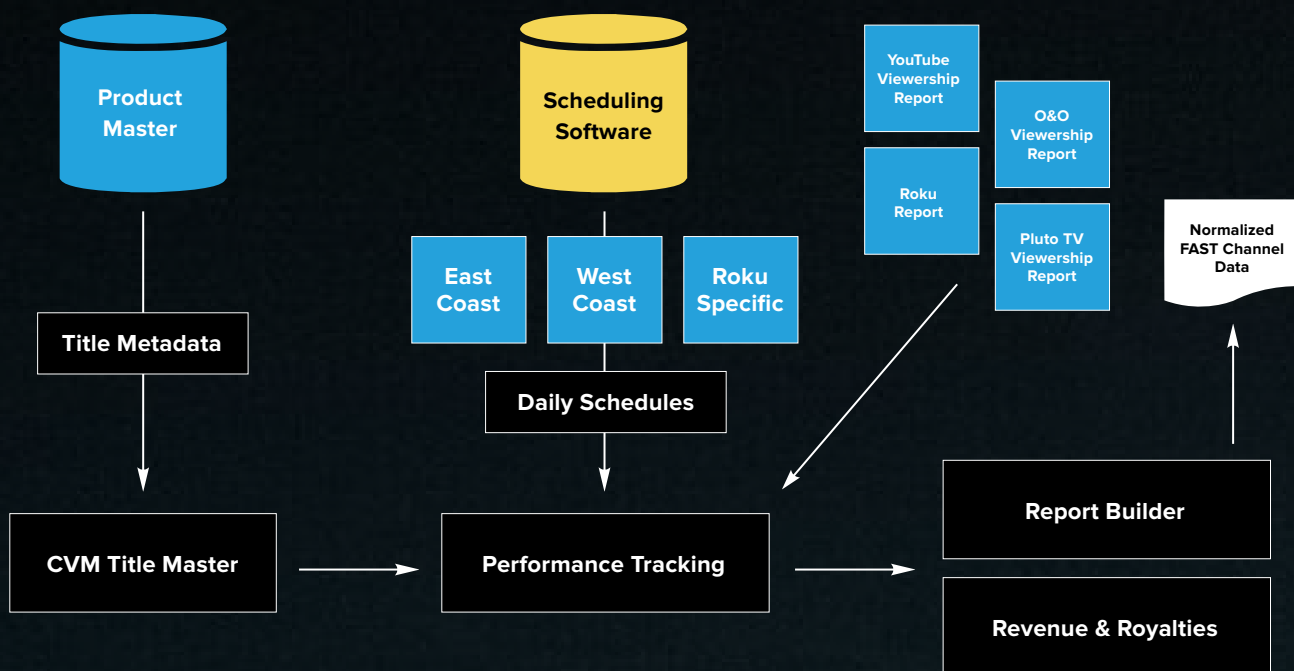 Product
Master
Scheduling
Software
YouTube
Viewership
Report
O&O
Viewership
Report
Roku
Report
Pluto TV
Viewership
Report
Normalized
FAST Channel
Data
East
Coast
West
Coast
Roku
Specific
Title Metadata
Daily Schedules
CVM Title Master
Performance Tracking
Report Builder
Revenue & Royalties